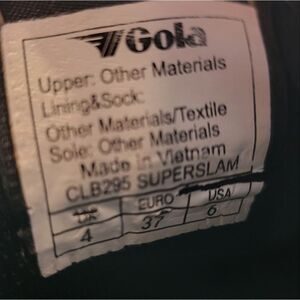 Gola
Upper: Other Materials
Lining&Sock:
Other Materials/Textile
Sole: Other Materials
Made in Vietnam
CLB295 SUPERSLAM
UK EURO USA
4 37 6